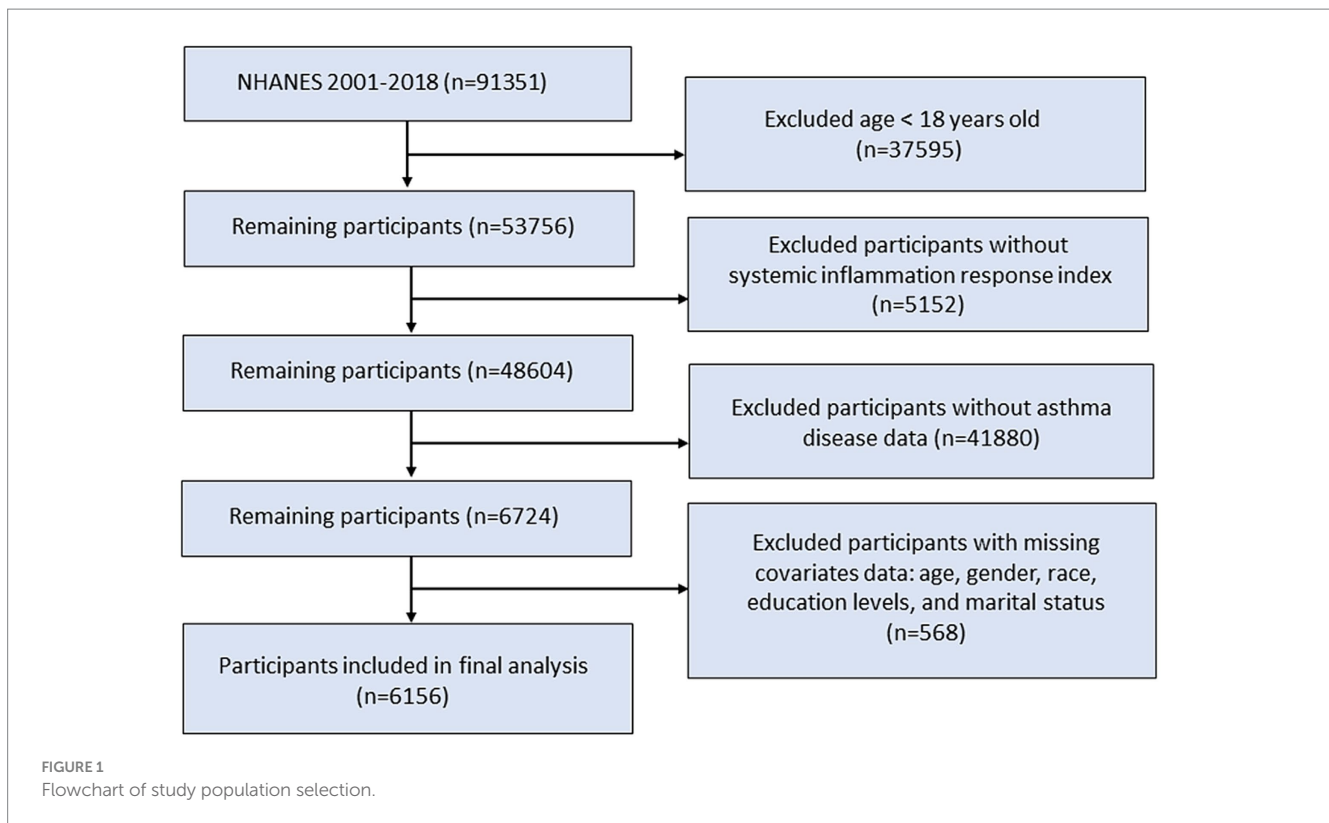 NHANES 2001-2018 (n=91351)
Excluded age < 18 years old
(n=37595)
Remaining participants (n=53756)
Excluded participants without
systemic inflammation response index
(n=5152)
Remaining participants (n=48604)
Excluded participants without asthma
disease data (n=41880)
Remaining participants (n=6724)
Excluded participants with missing
covariates data: age, gender, race,
education levels, and marital status
(n=568)
Participants included in final analysis
(n=6156)
FIGURE 1
Flowchart of study population selection.